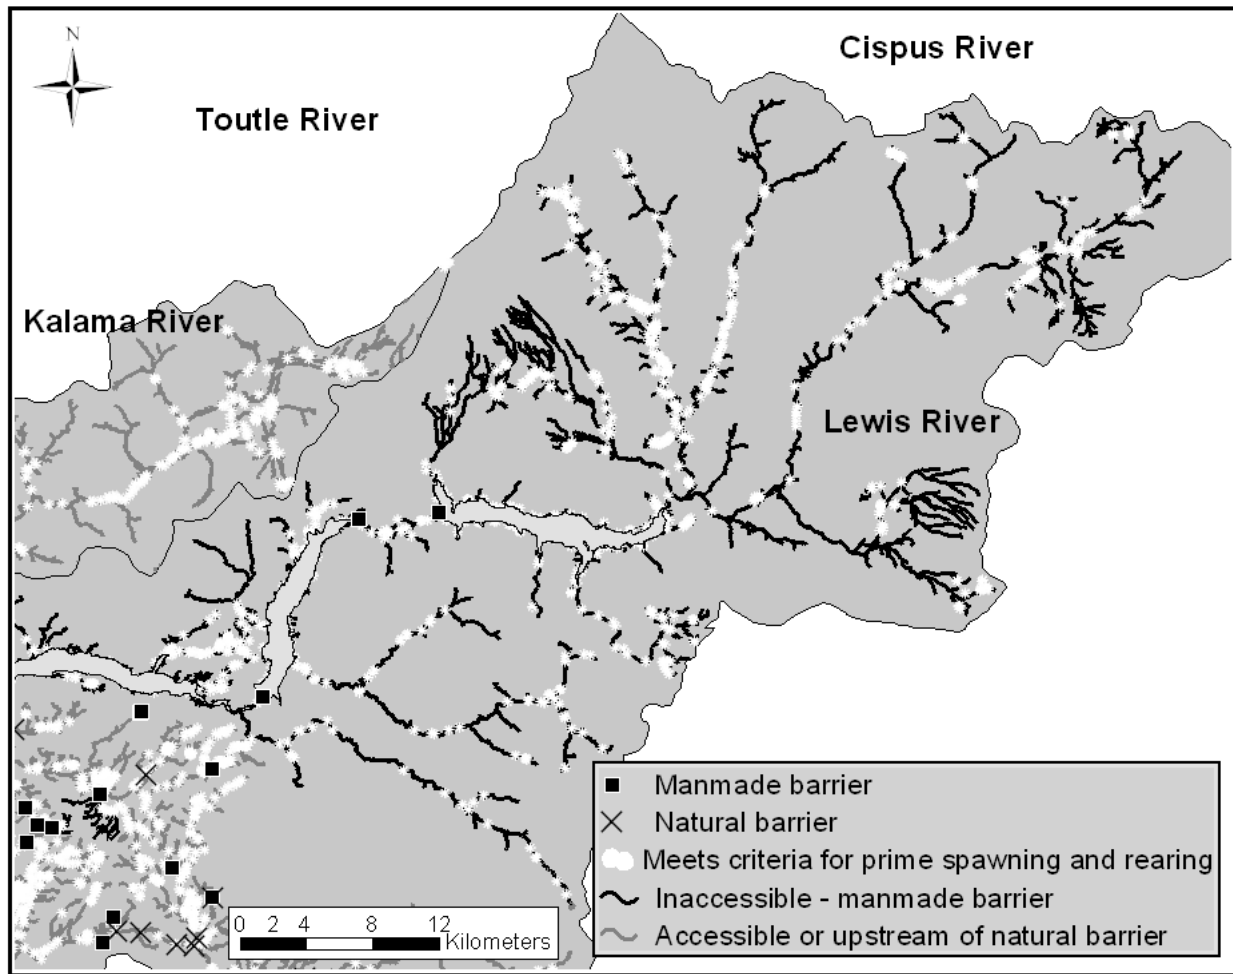 N
Cispus River
Toutle River
Kalama River
Lewis River
Manmade barrier
Natural barrier
Meets criteria for prime spawning and rearing
Inaccessible - manmade barrier
Accessible or upstream of natural barrier
0 2 4 8 12
Kilometers